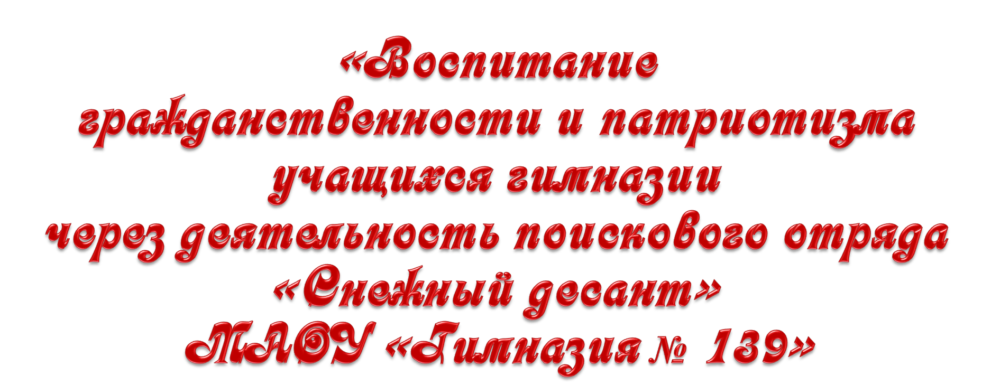 «Воспитание
гражданственности и патриотизма
учащихся гимназии
через деятельность поискового отряда
«Снежный десант»
МАОУ «Гимназия № 139»